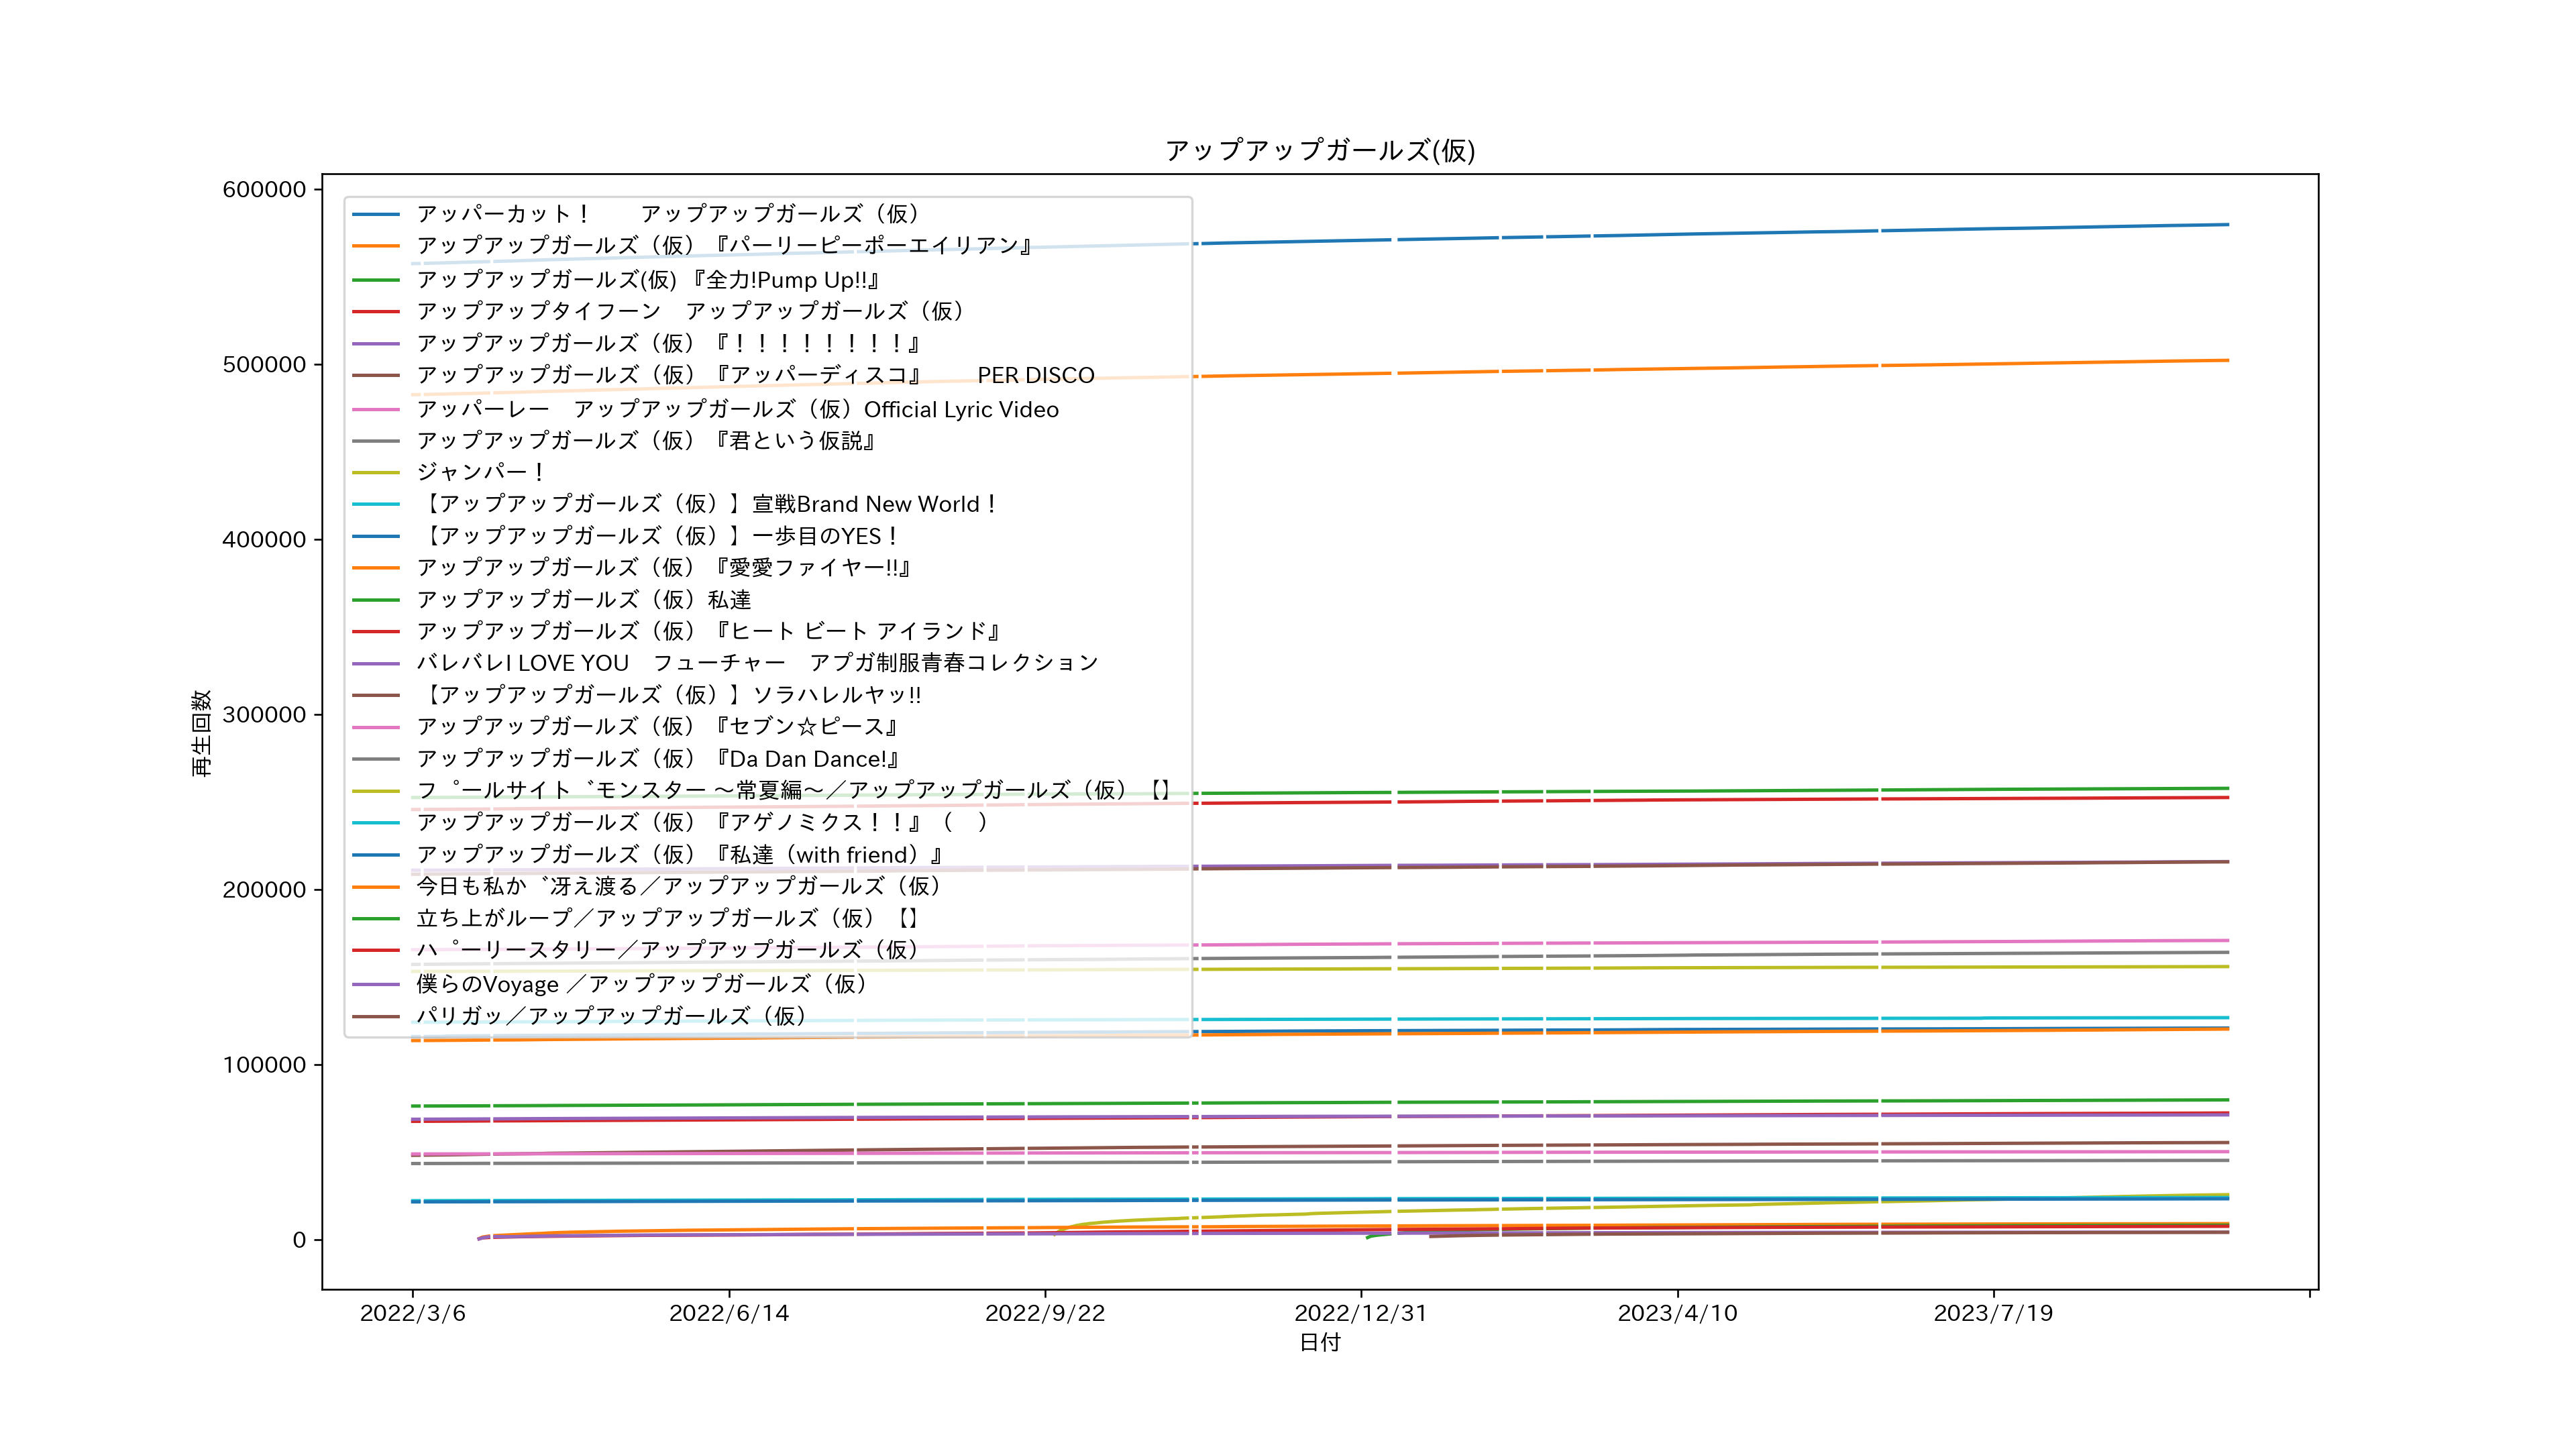 アップアップガールズ(仮)
600000
500000
400000
300000
200000
100000
0
再生回数
アッパーカット！　　アップアップガールズ（仮）
アップアップガールズ（仮）『パーリーピーポーエイリアン』
アップアップガールズ(仮) 『全力!Pump Up!!』
アップアップタイフーン　アップアップガールズ（仮）
アップアップガールズ（仮）『！！！！！！！！』
アップアップガールズ（仮）『アッパーディスコ』　　PER DISCO
アッパーレー　アップアップガールズ（仮）Official Lyric Video
アップアップガールズ（仮）『君という仮説』
ジャンパー！
【アップアップガールズ（仮）】宣戦Brand New World！
【アップアップガールズ（仮）】一歩目のYES！
アップアップガールズ（仮）『愛愛ファイヤー!!』
アップアップガールズ（仮）私達
アップアップガールズ（仮）『ヒート ビート アイランド』
バレバレI LOVE YOU　フューチャー　アプガ制服青春コレクション
【アップアップガールズ（仮）】ソラハレルヤッ!!
アップアップガールズ（仮）『セブン☆ピース』
アップアップガールズ（仮）『Da Dan Dance!』
フ゜ールサイト゛モンスター 〜常夏編〜／アップアップガールズ（仮）【】
アップアップガールズ（仮）『アゲノミクス！！』（　）
アップアップガールズ（仮）『私達（with friend）』
今日も私か゛冴え渡る／アップアップガールズ（仮）
立ち上がループ／アップアップガールズ（仮）【】
ハ゜ーリースタリー／アップアップガールズ（仮）
僕らのVoyage ／アップアップガールズ（仮）
パリガッ／アップアップガールズ（仮）
2022/3/6
2022/6/14
2022/9/22
2022/12/31
2023/4/10
2023/7/19
日付